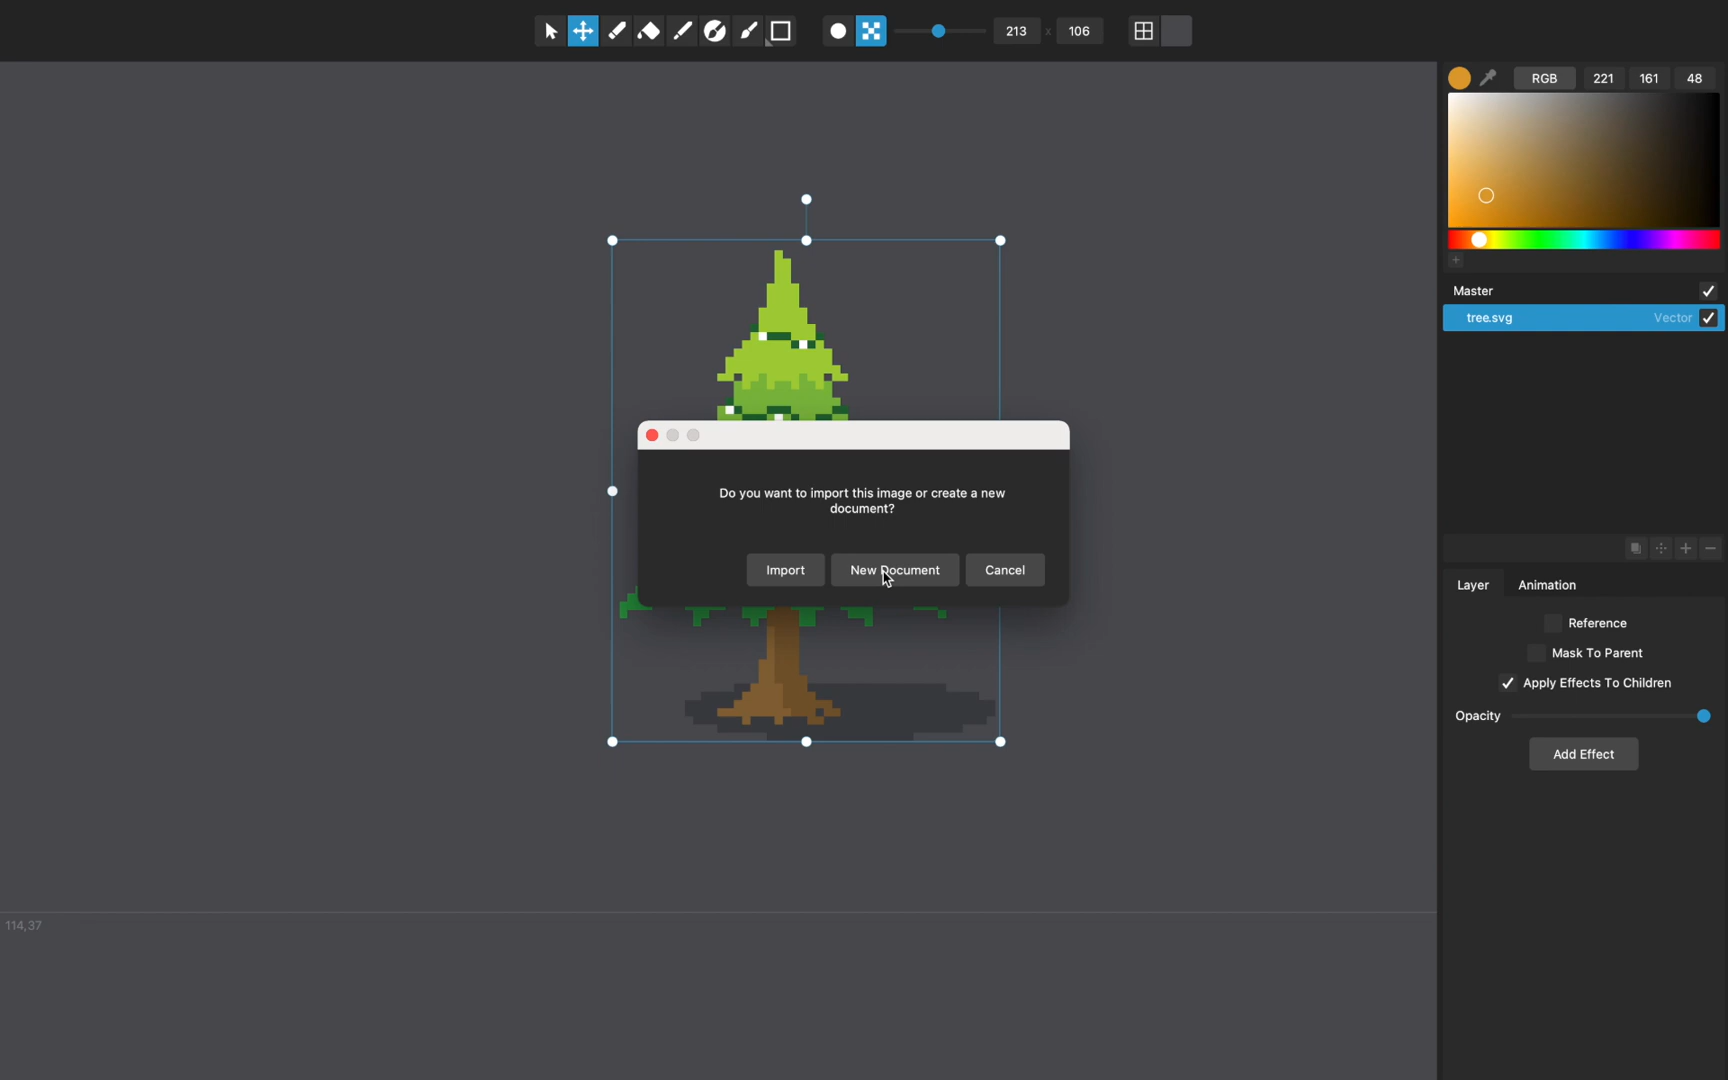 213 x 106
RGB 221 161 48
Master
tree.svg Vector
Do you want to import this image or create a new
document?
Import New Document Cancel
Layer Animation
Reference
Mask To Parent
Apply Effects To Children
Opacity
Add Effect
114,37